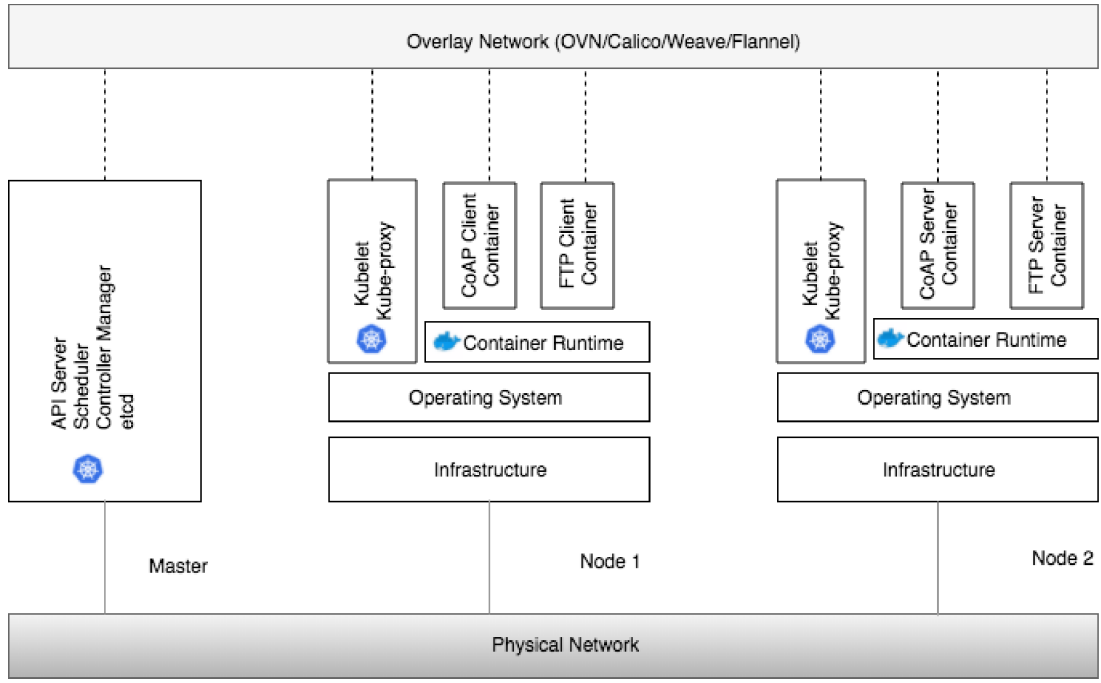 Overlay Network (OVN/Calico/Weave/Flannel)
API Server
Scheduler
Controller Manager
etcd
Kubelet
Kube-proxy
CoAP Client
Container
FTP Client
Container
Container Runtime
Operating System
Infrastructure
Kubelet
Kube-proxy
CoAP Server
Container
FTP Server
Container
Container Runtime
Operating System
Infrastructure
Master
Node 1
Node 2
Physical Network